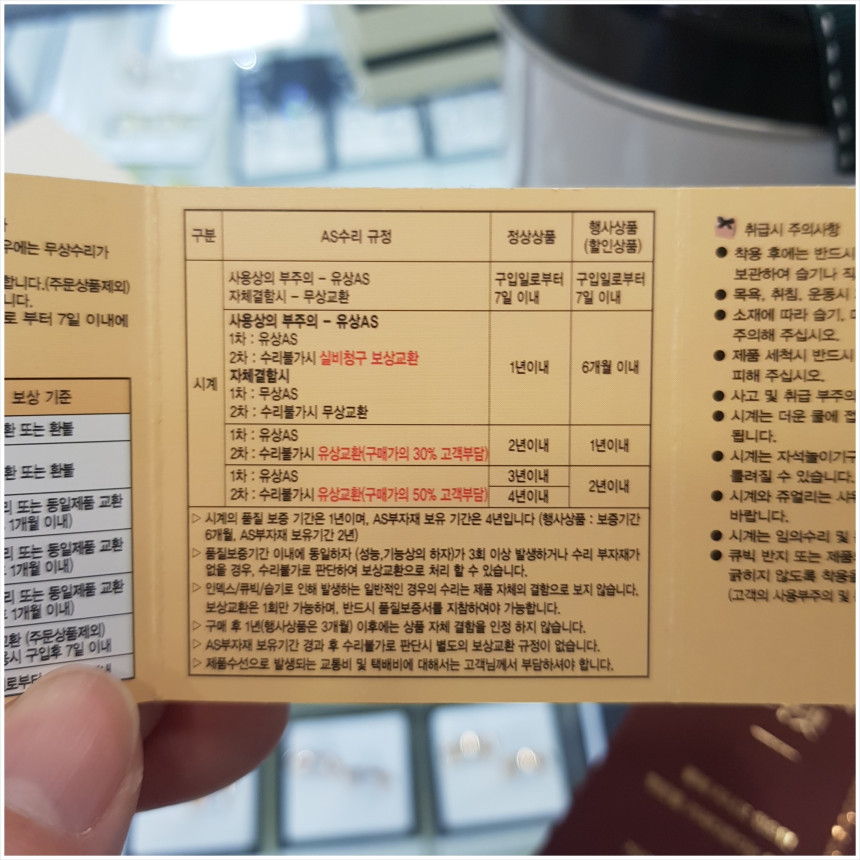 우에는 무상수리가
합니다.(주문상품제외)
니다.
로 부터 7일 이내에
보상 기준
환 또는 환불
환 또는 환불
리 또는 동일제품 교환
1개월 이내)
리 또는 동일제품 교환
1개월 이내)
리 또는 동일제품 교환
1개월 이내)
교환 (주문상품제외)
시 구입후 7일 이내
구분 AS수리 규정 정상상품 행사상품
(할인상품)
시계
사용상의 부주의 - 유상AS
자체결함시 - 무상교환
구입일로부터
7일 이내
구입일로부터
7일 이내
사용상의 부주의 - 유상AS
1차 : 유상AS
2차 : 수리불가시 실비청구 보상교환
자체결함시
1차 : 무상AS
2차 : 수리불가시 무상교환
1년이내
6개월 이내
1차 : 유상AS
2차 : 수리불가시 유상교환(구매가의 30% 고객부담)
2년이내
1년이내
1차 : 유상AS
2차 : 수리불가시 유상교환(구매가의 50% 고객부담)
3년이내
4년이내
2년이내
▷ 시계의 품질 보증 기간은 1년이며, AS부자재 보유 기간은 4년입니다 (행사상품 : 보증기간
6개월, AS부자재 보유기간 2년)
▷ 품질보증기간 이내에 동일하자 (성능,기능상의 하자)가 3회 이상 발생하거나 수리 부자재가
없을 경우, 수리불가로 판단하여 보상교환으로 처리 할 수 있습니다.
▷ 인덱스/큐빅/습기로 인해 발생하는 일반적인 경우의 수리는 제품 자체의 결함으로 보지 않습니다.
보상교환은 1회만 가능하며, 반드시 품질보증서를 지참하여야 가능합니다.
▷ 구매 후 1년(행사상품은 3개월) 이후에는 상품 자체 결함을 인정 하지 않습니다.
▷ AS부자재 보유기간 경과 후 수리불가로 판단시 별도의 보상교환 규정이 없습니다.
▷ 제품수선으로 발생되는 교통비 및 택배비에 대해서는 고객님께서 부담하셔야 합니다.
취급시 주의사항
● 착용 후에는 반드시
보관하여 습기나 직
● 목욕, 취침, 운동시
● 소재에 따라 습기,
주의해 주십시오.
● 제품 세척시 반드시
피해 주십시오.
● 사고 및 취급 부주의
● 시계는 더운 물에 접
됩니다.
● 시계는 자석놀이기구
클려질 수 있습니다.
● 시계와 쥬얼리는 사
바랍니다.
● 시계는 임의수리 및
● 큐빅 반지 또는 제품
긁히지 않도록 착용을
(고객의 사용부주의 및